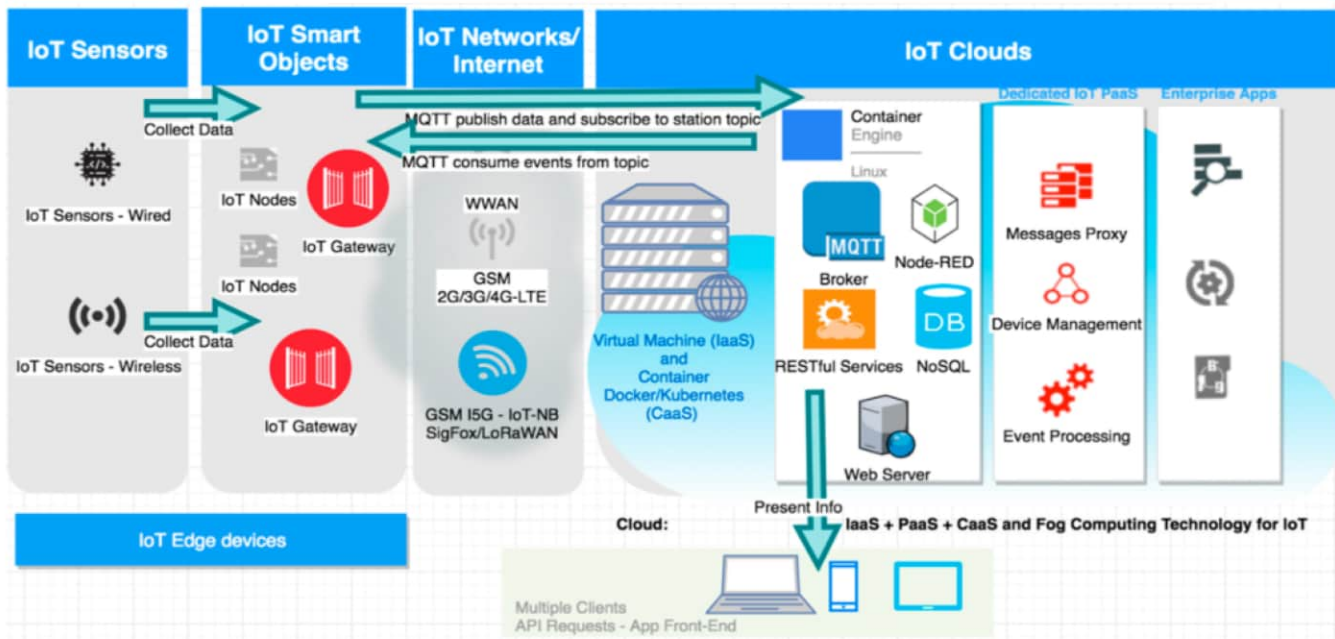 IoT Sensors
IoT Smart
Objects
IoT Networks/
Internet
IoT Clouds
Collect Data
IoT Sensors - Wired
IoT Sensors - Wireless
Collect Data
IoT Nodes
IoT Gateway
IoT Nodes
IoT Gateway
MQTT publish data and subscribe to station topic
MQTT consume events from topic
WWAN
GSM
2G/3G/4G-LTE
GSM I5G - IoT-NB
SigFox/LoRaWAN
Virtual Machine (IaaS)
and
Container
Docker/Kubernetes
(CaaS)
Container
Engine
Linux
MQTT
Broker
Node-RED
RESTful Services
DB
NoSQL
Web Server
Dedicated IoT PaaS
Messages Proxy
Device Management
Event Processing
Enterprise Apps
IoT Edge devices
Present Info
Cloud:
IaaS + PaaS + CaaS and Fog Computing Technology for IoT
Multiple Clients
API Requests - App Front-End